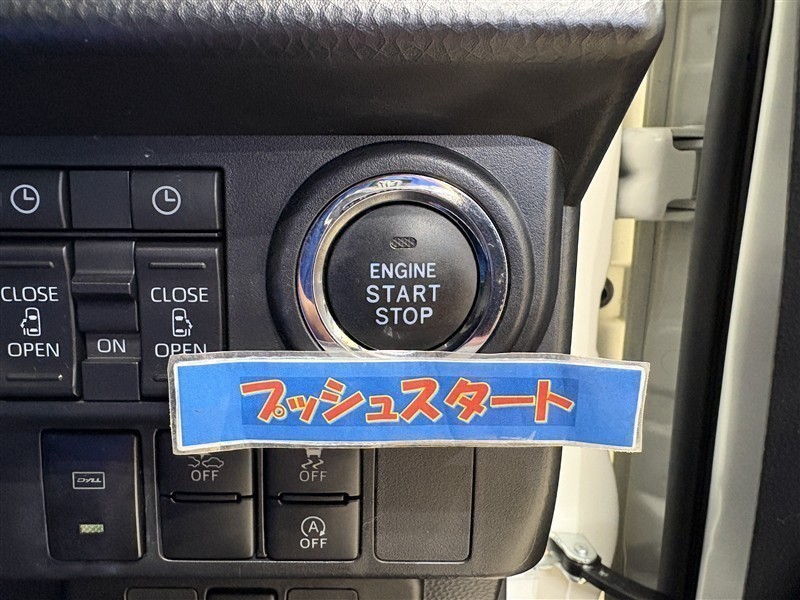 ENGINE
START
STOP
CLOSE
OPEN
ON
CLOSE
OPEN
プッシュスタート
OFF
OFF
A
OFF